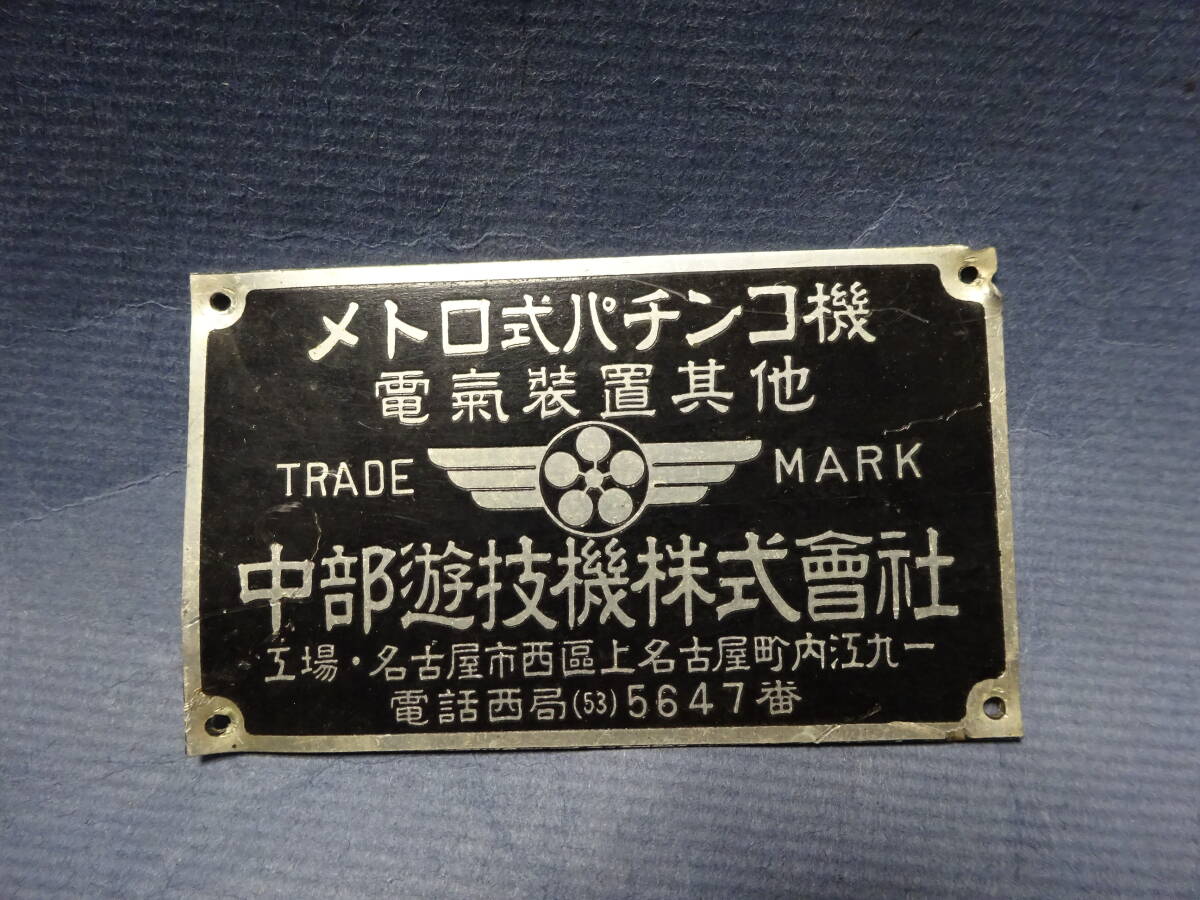 メトロ式パチンコ機
電氣装置其他
TRADE MARK
中部遊技機株式會社
工場・名古屋市西區上名古屋町内江九一
電話西局(53)5647番